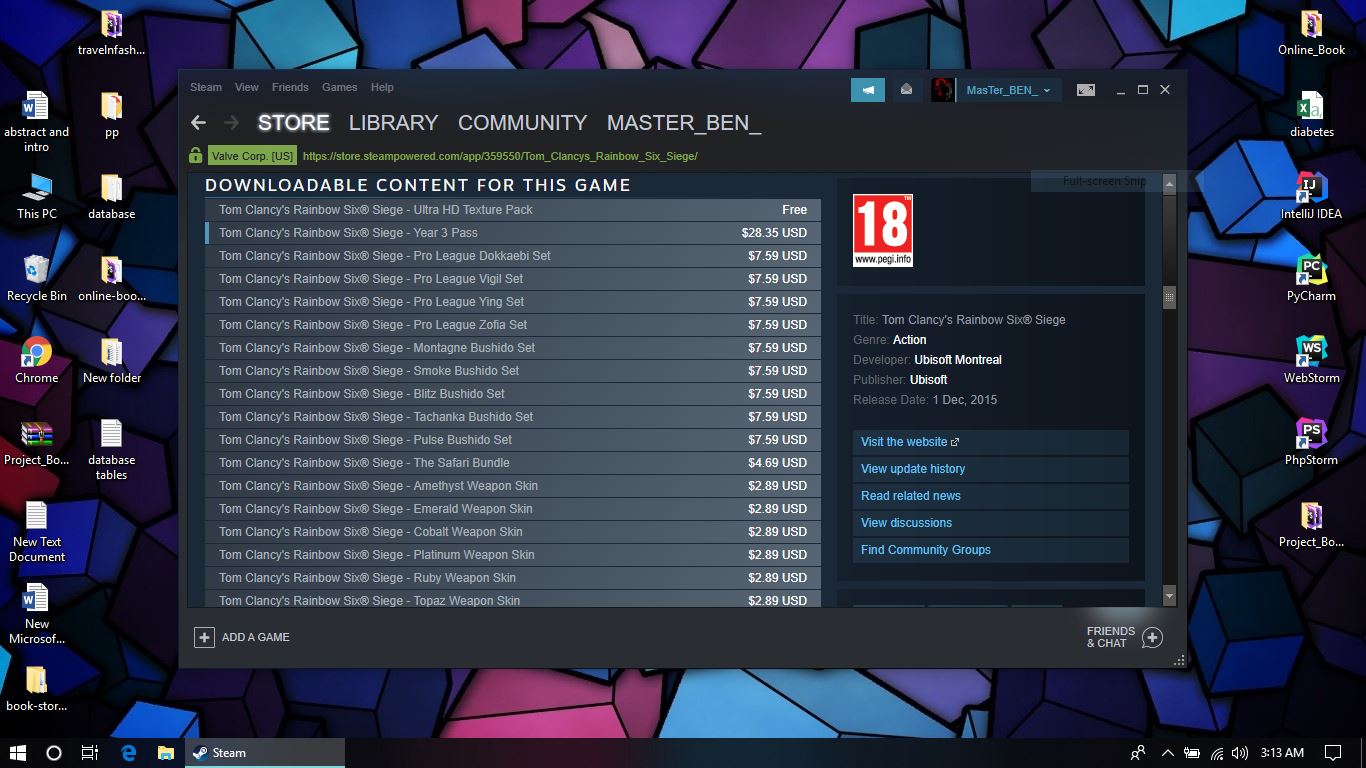 travelnfash...
Online_Book
abstract and
intro
pp
diabetes
This PC
database
IntelliJ IDEA
Recycle Bin
online-boo...
PyCharm
Chrome
New folder
WebStorm
Project_Bo...
database
tables
PhpStorm
New Text
Document
Project_Bo...
New
Microsof...
book-stor...
Steam View Friends Games Help
MasTer_BEN_
STORE LIBRARY COMMUNITY MASTER_BEN_
Valve Corp. [US] https://store.steampowered.com/app/359550/Tom_Clancys_Rainbow_Six_Siege/
Full-screen Snip
DOWNLOADABLE CONTENT FOR THIS GAME
Tom Clancy's Rainbow Six® Siege - Ultra HD Texture Pack Free
Tom Clancy's Rainbow Six® Siege - Year 3 Pass $28.35 USD
Tom Clancy's Rainbow Six® Siege - Pro League Dokkaebi Set $7.59 USD
Tom Clancy's Rainbow Six® Siege - Pro League Vigil Set $7.59 USD
Tom Clancy's Rainbow Six® Siege - Pro League Ying Set $7.59 USD
Tom Clancy's Rainbow Six® Siege - Pro League Zofia Set $7.59 USD
Tom Clancy's Rainbow Six® Siege - Montagne Bushido Set $7.59 USD
Tom Clancy's Rainbow Six® Siege - Smoke Bushido Set $7.59 USD
Tom Clancy's Rainbow Six® Siege - Blitz Bushido Set $7.59 USD
Tom Clancy's Rainbow Six® Siege - Tachanka Bushido Set $7.59 USD
Tom Clancy's Rainbow Six® Siege - Pulse Bushido Set $7.59 USD
Tom Clancy's Rainbow Six® Siege - The Safari Bundle $4.69 USD
Tom Clancy's Rainbow Six® Siege - Amethyst Weapon Skin $2.89 USD
Tom Clancy's Rainbow Six® Siege - Emerald Weapon Skin $2.89 USD
Tom Clancy's Rainbow Six® Siege - Cobalt Weapon Skin $2.89 USD
Tom Clancy's Rainbow Six® Siege - Platinum Weapon Skin $2.89 USD
Tom Clancy's Rainbow Six® Siege - Ruby Weapon Skin $2.89 USD
Tom Clancy's Rainbow Six® Siege - Topaz Weapon Skin $2.89 USD
18™
www.pegi.info
Title: Tom Clancy's Rainbow Six® Siege
Genre: Action
Developer: Ubisoft Montreal
Publisher: Ubisoft
Release Date: 1 Dec, 2015
Visit the website
View update history
Read related news
View discussions
Find Community Groups
ADD A GAME
FRIENDS
& CHAT
Steam
3:13 AM